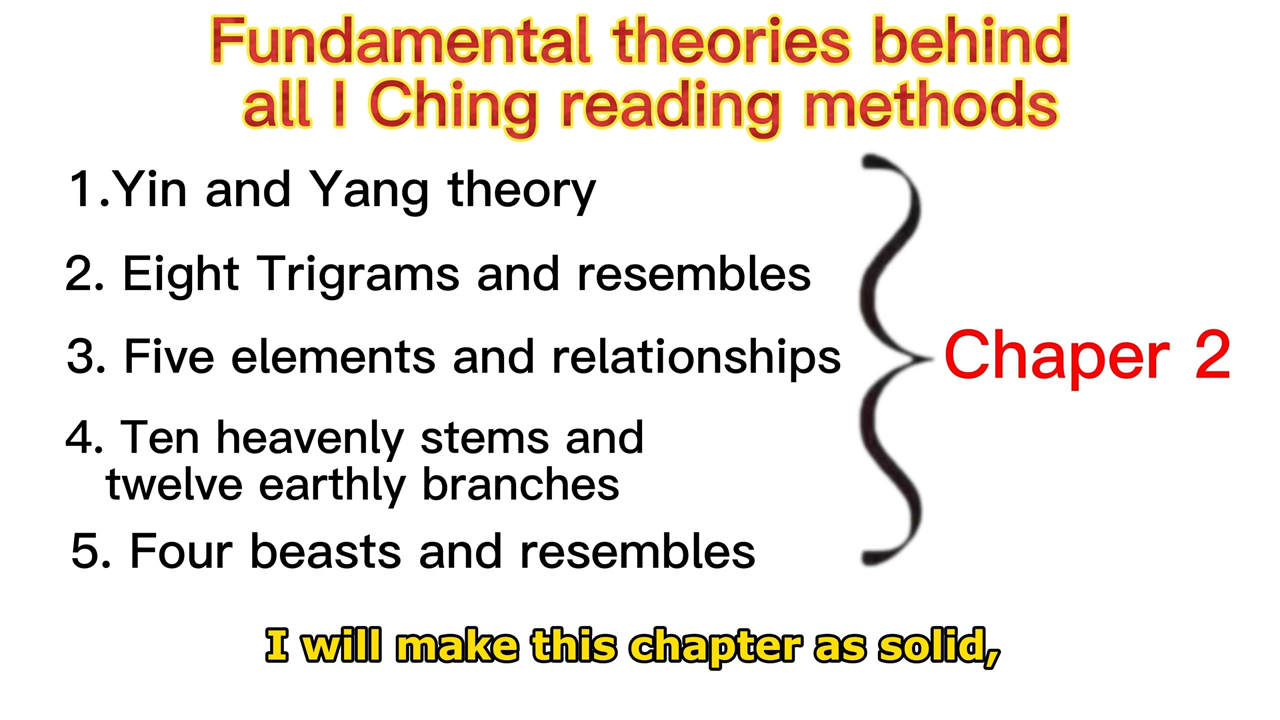 Fundamental theories behind
all I Ching reading methods
1.Yin and Yang theory
2. Eight Trigrams and resembles
3. Five elements and relationships
4. Ten heavenly stems and
twelve earthly branches
5. Four beasts and resembles
Chaper 2
I will make this chapter as solid,